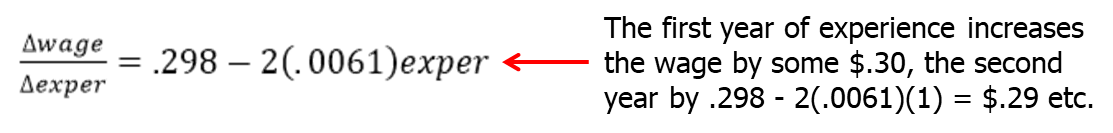 Δwage/Δexper = .298 – 2(.0061)exper
The first year of experience increases
the wage by some $.30, the second
year by .298 - 2(.0061)(1) = $.29 etc.